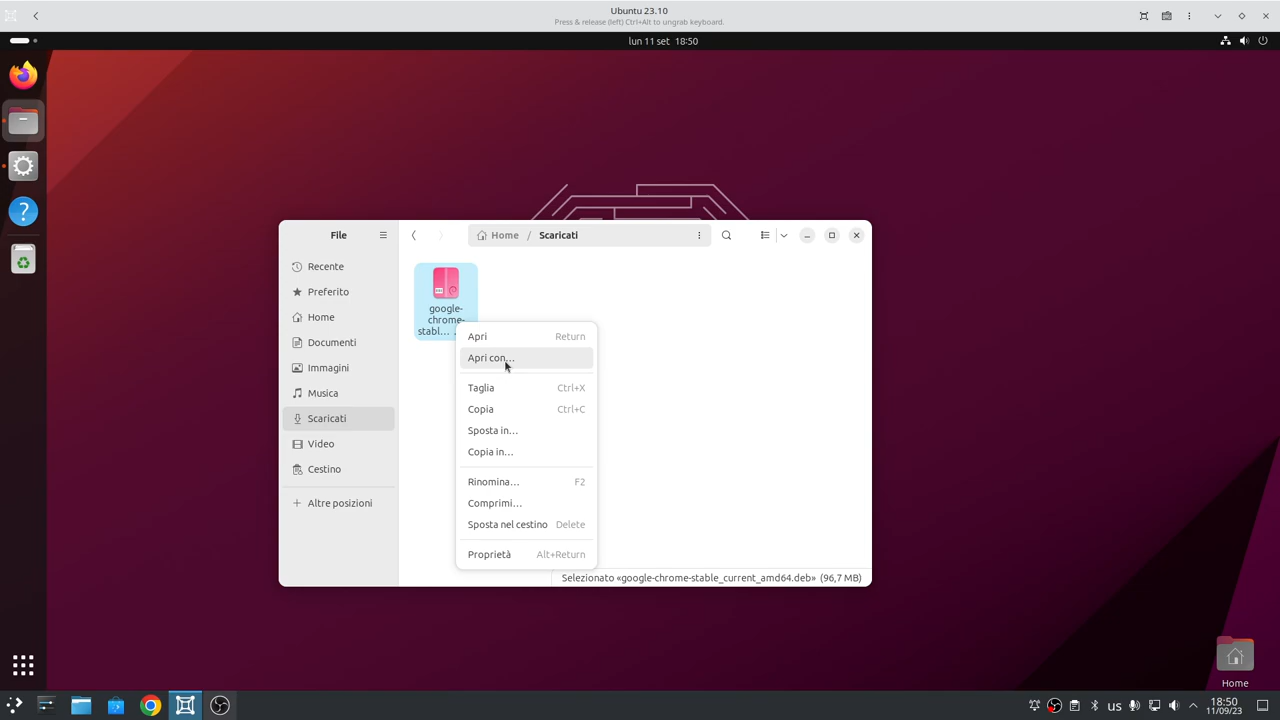 Ubuntu 23.10
Press & release (left) Ctrl+Alt to ungrab keyboard.
lun 11 set 18:50
File
Home / Scaricati
Recente
Preferito
Home
Documenti
Immagini
Musica
Scaricati
Video
Cestino
Altre posizioni
google-
chrome-
stabl…
Apri Return
Apri con…
Taglia Ctrl+X
Copia Ctrl+C
Sposta in…
Copia in…
Rinomina… F2
Comprimi…
Sposta nel cestino Delete
Proprietà Alt+Return
Selezionato «google-chrome-stable_current_amd64.deb» (96,7 MB)
Home
us
18:50
11/09/23